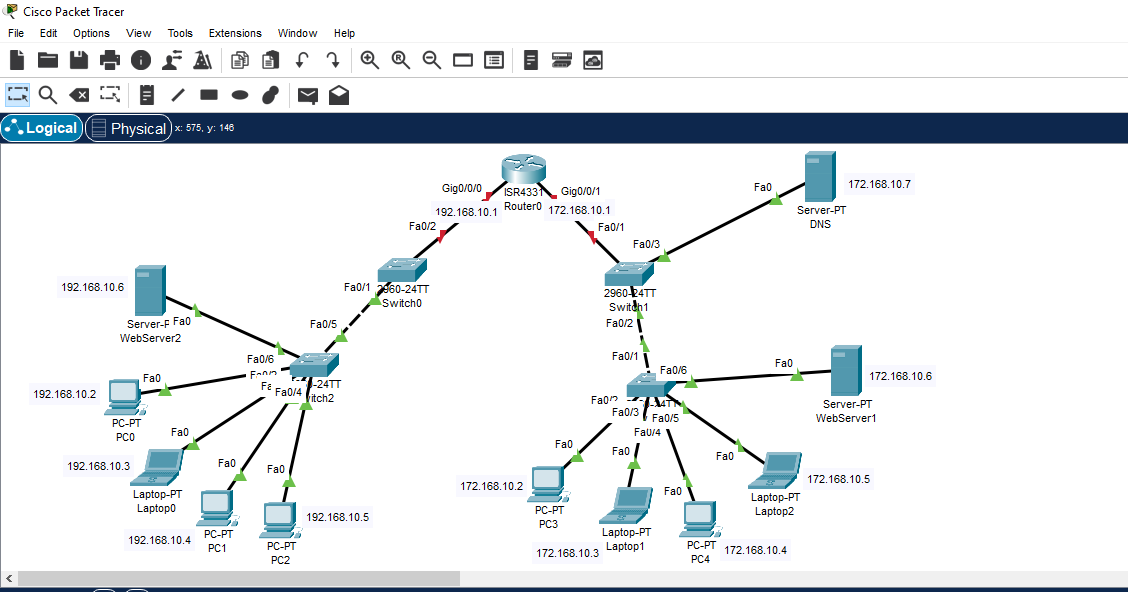 Cisco Packet Tracer
File Edit Options View Tools Extensions Window Help
Logical Physical x: 575, y: 146
Gig0/0/0
ISR4331
Router0
Gig0/0/1
192.168.10.1
172.168.10.1
Fa0/2
Fa0/1
Fa0
172.168.10.7
Server-PT
DNS
Fa0/3
Fa0/1
2960-24TT
Switch0
2960-24TT
Switch1
192.168.10.6
Server-P
Fa0
WebServer2
Fa0/5
Fa0/2
Fa0/1
Fa0/6
-24TT
witch2
Fa0/4
192.168.10.2
Fa0
PC-PT
PC0
192.168.10.3
Fa0
Laptop-PT
Laptop0
Fa0
192.168.10.4
PC-PT
PC1
Fa0
192.168.10.5
PC-PT
PC2
Fa0/6
Fa0
172.168.10.6
Server-PT
WebServer1
Fa0/2
Fa0/3
Fa0/5
Fa0/4
-24TT
Fa0
172.168.10.2
PC-PT
PC3
Fa0
172.168.10.3
Laptop-PT
Laptop1
Fa0
172.168.10.4
PC-PT
PC4
Fa0
172.168.10.5
Laptop-PT
Laptop2